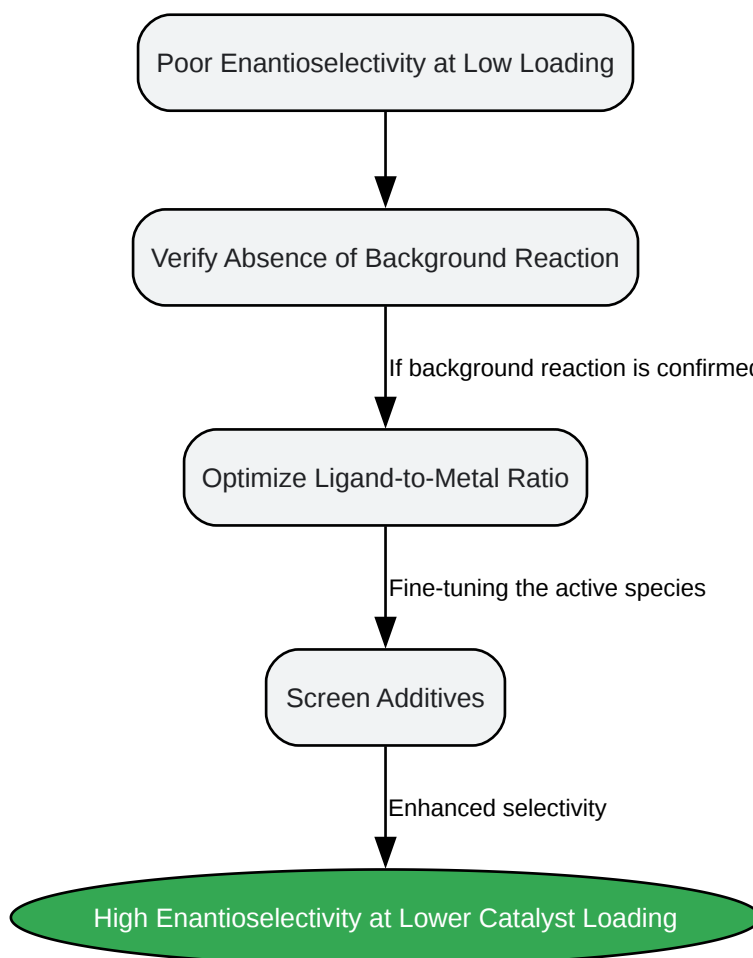 Poor Enantioselectivity at Low Loading
Verify Absence of Background Reaction
If background reaction is confirmed
Optimize Ligand-to-Metal Ratio
Fine-tuning the active species
Screen Additives
Enhanced selectivity
High Enantioselectivity at Lower Catalyst Loading